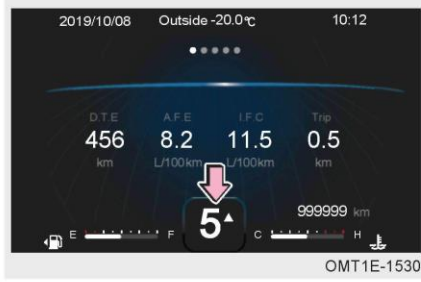 2019/10/08 Outside -20.0℃ 10:12
D.T.E A.F.E I.F.C Trip
456 8.2 11.5 0.5
km L/100km L/100km km
999999 km
E F 5 C H
OMT1E-1530